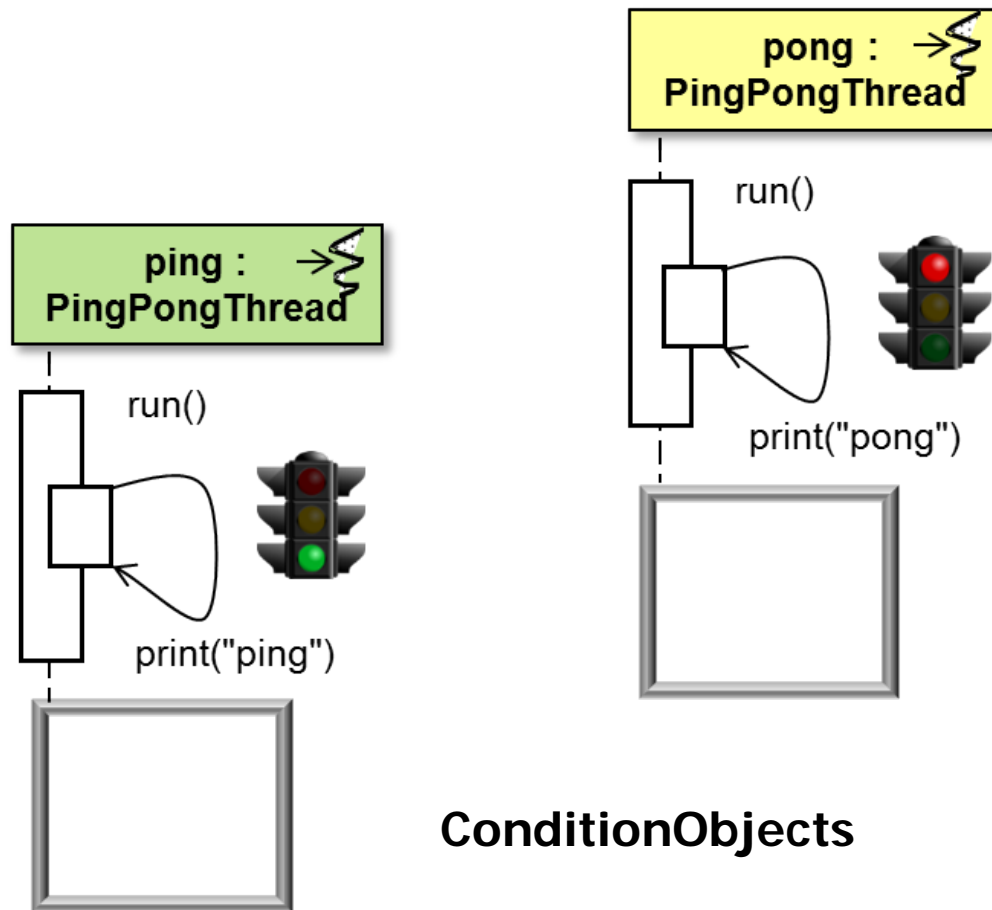 pong :
PingPongThread
run()
print("pong")
ping :
PingPongThread
run()
print("ping")
ConditionObjects